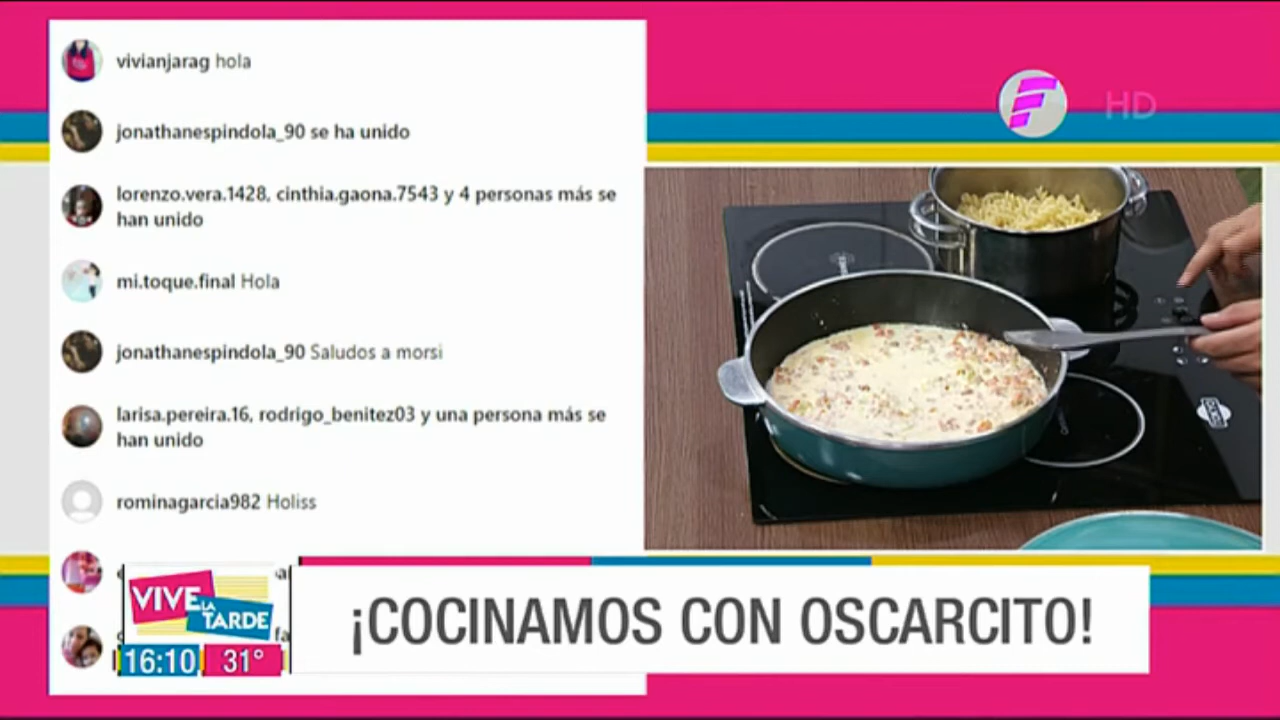 vivianjarag hola
jonathanespindola_90 se ha unido
lorenzo.vera.1428, cinthia.gaona.7543 y 4 personas más se
han unido
mi.toque.final Hola
jonathanespindola_90 Saludos a morsi
larisa.pereira.16, rodrigo_benitez03 y una persona más se
han unido
rominagarcia982 Holiss
HD
VIVE
LA
TARDE
16:10 31°
¡COCINAMOS CON OSCARCITO!